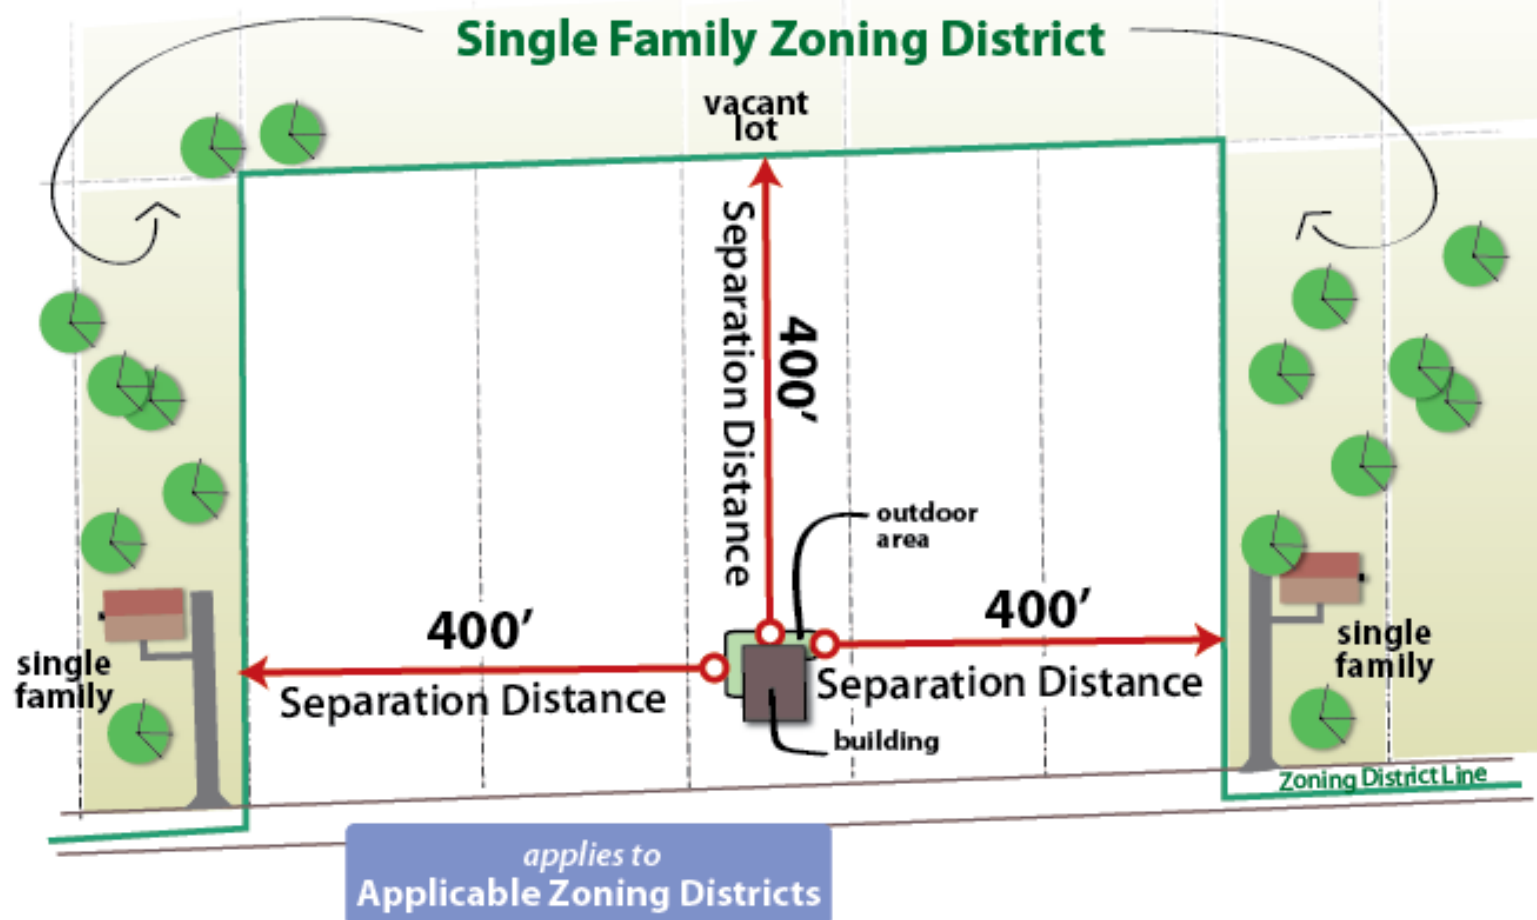 Single Family Zoning District
vacant
lot
Separation Distance
400’
outdoor
area
400’
Separation Distance
400’
Separation Distance
single
family
single
family
building
Zoning District Line
applies to
Applicable Zoning Districts